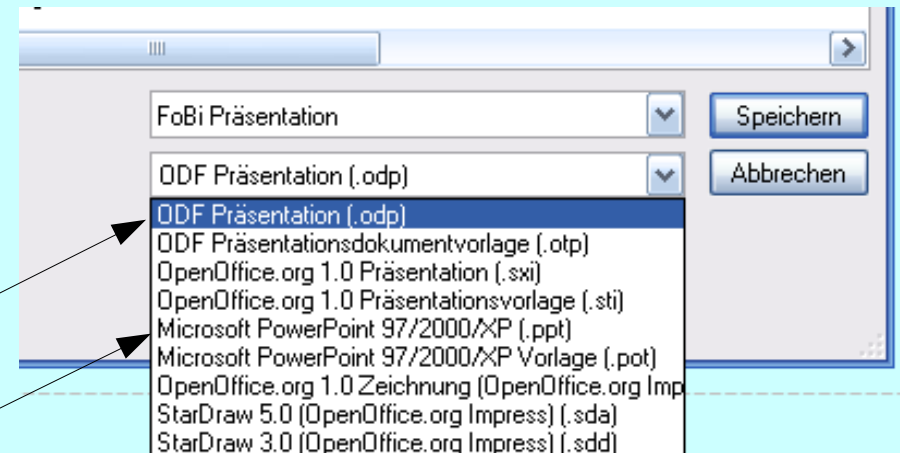 FoBi Präsentation
Speichern
ODF Präsentation (.odp)
Abbrechen
ODF Präsentation (.odp)
ODF Präsentationsdokumentvorlage (.otp)
OpenOffice.org 1.0 Präsentation (.sxi)
OpenOffice.org 1.0 Präsentationsvorlage (.sti)
Microsoft PowerPoint 97/2000/XP (.ppt)
Microsoft PowerPoint 97/2000/XP Vorlage (.pot)
OpenOffice.org 1.0 Zeichnung (OpenOffice.org Imp
StarDraw 5.0 (OpenOffice.org Impress) (.sda)
StarDraw 3.0 (OpenOffice.org Impress) (.sdd)